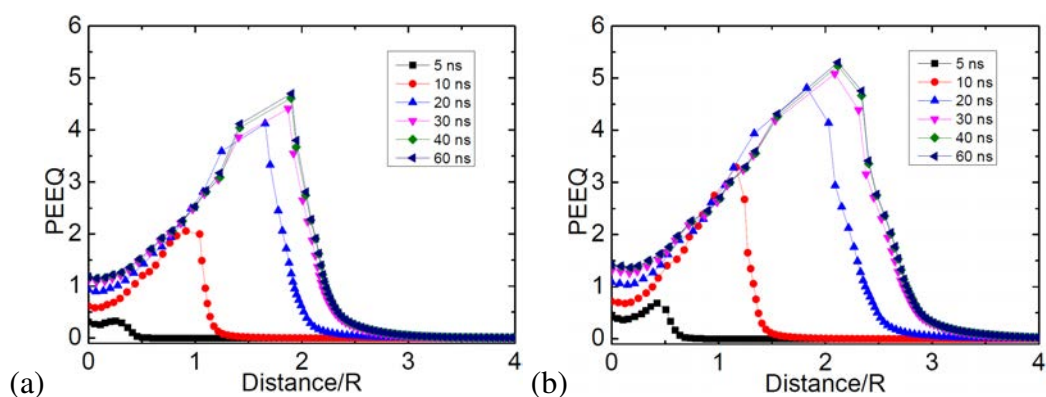 6
5
4
3
2
1
0
PEEQ
5 ns
10 ns
20 ns
30 ns
40 ns
60 ns
0 1 2 3 4
Distance/R
(a)
6
5
4
3
2
1
0
PEEQ
5 ns
10 ns
20 ns
30 ns
40 ns
60 ns
0 1 2 3 4
Distance/R
(b)